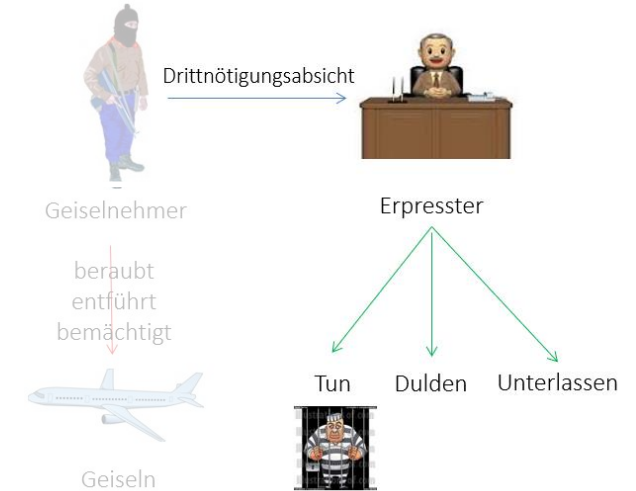 Drittnötigungsabsicht
Geiselnehmer
Erpresster
beraubt
entführt
bemächtigt
Tun
Dulden
Unterlassen
Geiseln